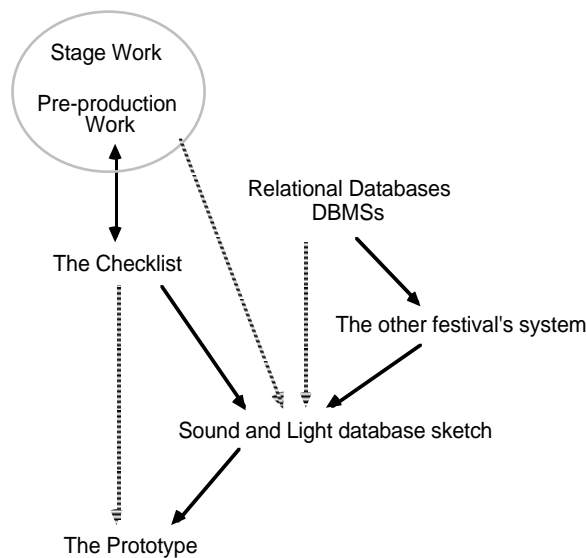 Stage Work
Pre-production
Work
Relational Databases
DBMSs
The Checklist
The other festival's system
Sound and Light database sketch
The Prototype